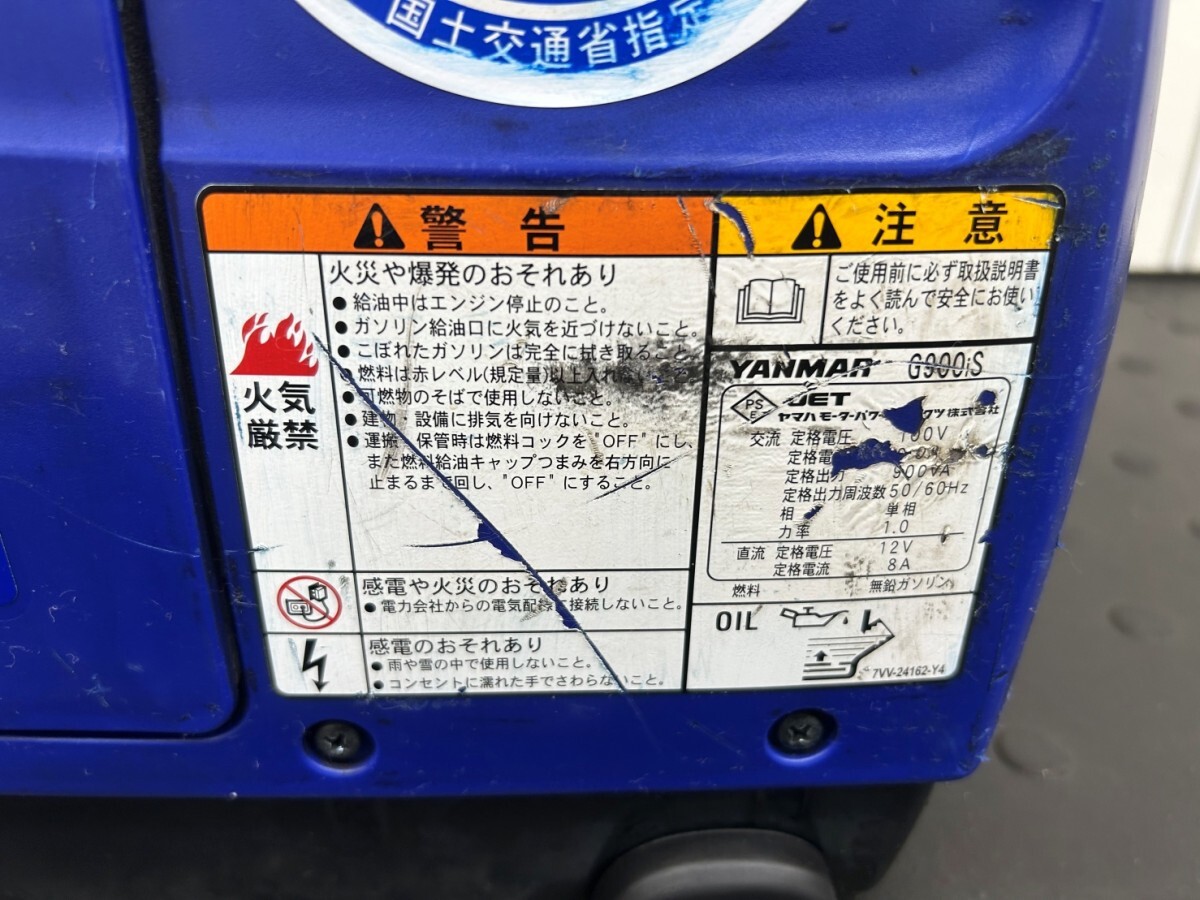 国土交通省指定
警告
火気
厳禁
火災や爆発のおそれあり
● 給油中はエンジン停止のこと。
● ガソリン給油口に火気を近づけないこと。
● こぼれたガソリンは完全に拭き取ること。
● 燃料は赤レベル(規定量)以上入れ
● 可燃物のそばで使用しないこと。
● 建物・設備に排気を向けないこと。
● 運搬、保管時は燃料コックを"OFF"にし、
また燃料給油キャップつまみを右方向に
止まるまで回し、"OFF"にすること。
感電や火災のおそれあり
● 電力会社からの電気配線に接続しないこと。
感電のおそれあり
● 雨や雪の中で使用しないこと。
● コンセントに濡れた手でさわらないこと。
注意
ご使用前に必ず取扱説明書
をよく読んで安全にお使い
ください。
YANMAR G900iS
PS
E
JET
ヤマハモーターパワー クツ株式会社
交流 定格電圧 100V
定格電
定格出力 900VA
定格出力周波数 50/60Hz
相 単相
力率 1.0
直流 定格電圧 12V
定格電流 8A
燃料 無鉛ガソリン
OIL
7VV-24162-Y4